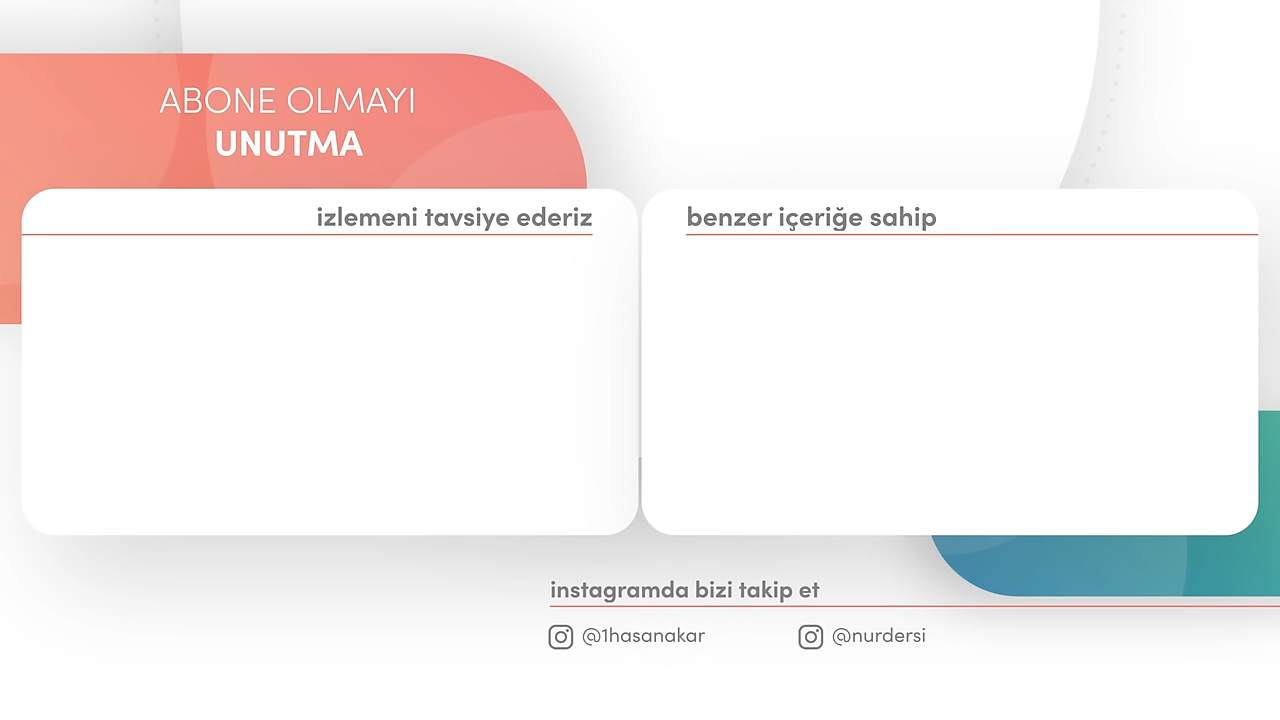 ABONE OLMAYI
UNUTMA
izlemeni tavsiye ederiz
benzer içeriğe sahip
instagramda bizi takip et
@1hasanakar
@nurdersi